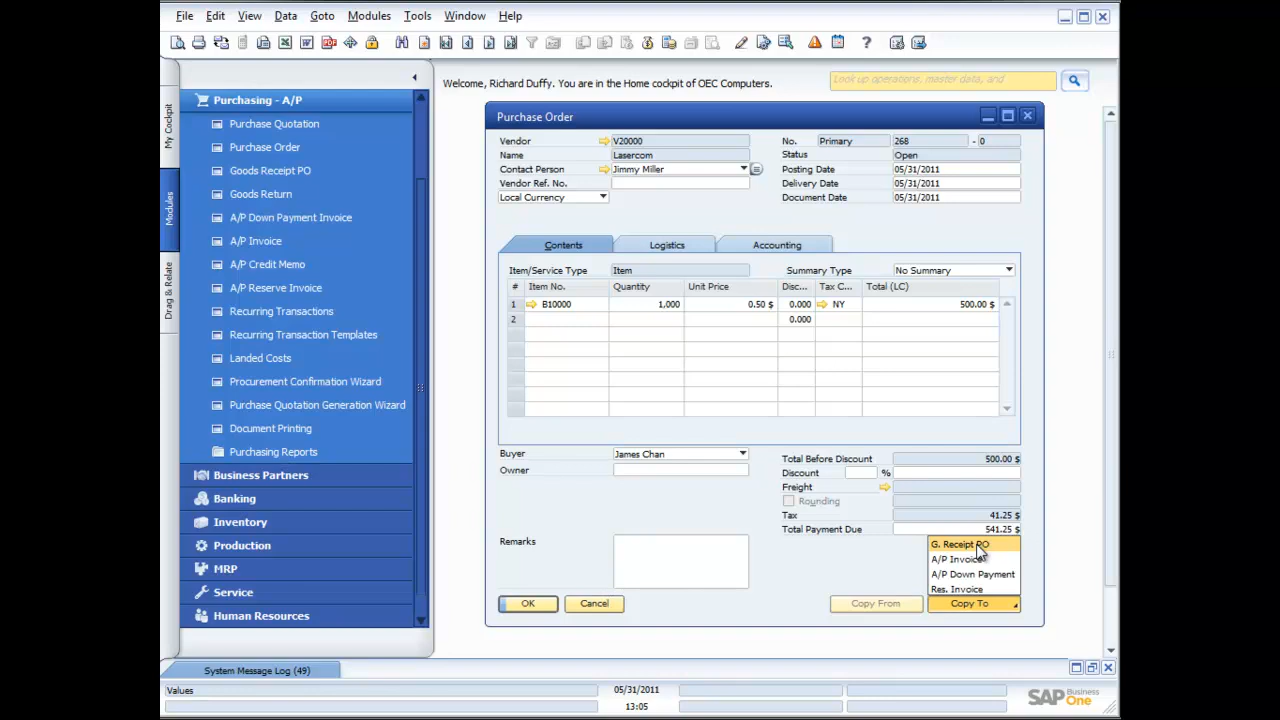 File Edit View Data Goto Modules Tools Window Help
Welcome, Richard Duffy. You are in the Home cockpit of OEC Computers.
Look up operations, master data, and
My Cockpit
Modules
Drag & Relate
Purchasing - A/P
Purchase Quotation
Purchase Order
Goods Receipt PO
Goods Return
A/P Down Payment Invoice
A/P Invoice
A/P Credit Memo
A/P Reserve Invoice
Recurring Transactions
Recurring Transaction Templates
Landed Costs
Procurement Confirmation Wizard
Purchase Quotation Generation Wizard
Document Printing
Purchasing Reports
Business Partners
Banking
Inventory
Production
MRP
Service
Human Resources
Purchase Order
Vendor V20000 No. Primary 268 - 0
Name Lasercom Status Open
Contact Person Jimmy Miller Posting Date 05/31/2011
Vendor Ref. No. Delivery Date 05/31/2011
Local Currency Document Date 05/31/2011
Contents Logistics Accounting
Item/Service Type Item Summary Type No Summary
# Item No. Quantity Unit Price Disc... Tax C... Total (LC)
1 B10000 1,000 0.50 $ 0.000 NY 500.00 $
2 0.000
Buyer James Chan Total Before Discount 500.00 $
Owner Discount %
Freight
Rounding
Tax 41.25 $
Total Payment Due 541.25 $
Remarks
G. Receipt PO
A/P Invoice
A/P Down Payment
Res. Invoice
OK Cancel Copy From Copy To
System Message Log (49)
Values 05/31/2011
13:05
SAP Business One